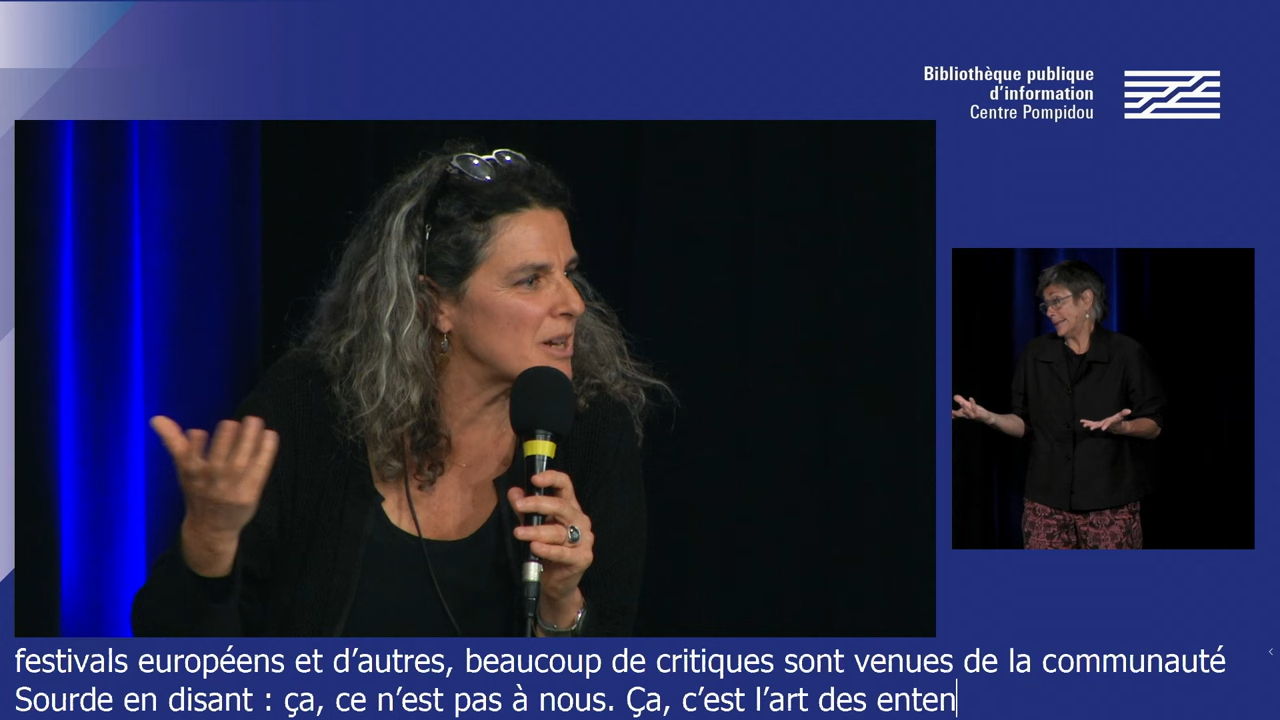 Bibliothèque publique
d'information
Centre Pompidou
festivals européens et d'autres, beaucoup de critiques sont venues de la communauté
Sourde en disant : ça, ce n'est pas à nous. Ça, c'est l'art des enten